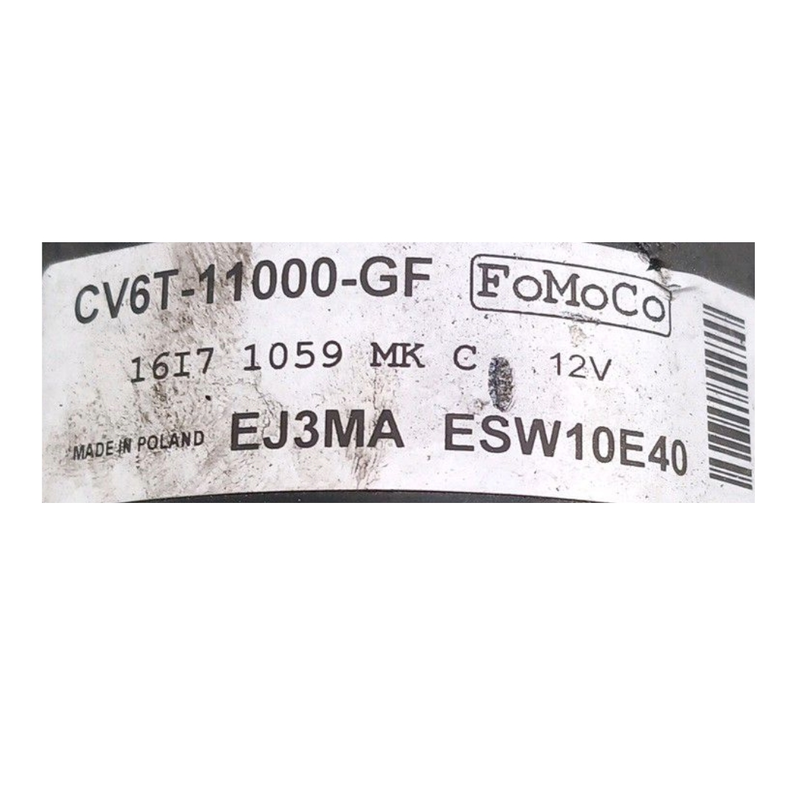 CV6T-11000-GF FoMoCo
16I7 1059 MK C 12V
MADE IN POLAND EJ3MA ESW10E40